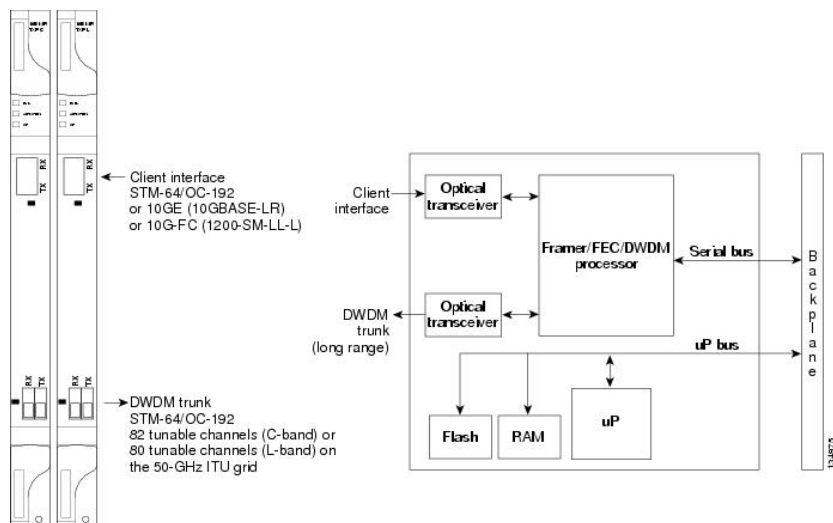 RX
TX
RX
TX
Client interface
STM-64/OC-192
or 10GE (10GBASE-LR)
or 10G-FC (1200-SM-LL-L)
RX
TX
RX
TX
DWDM trunk
STM-64/OC-192
82 tunable channels (C-band) or
80 tunable channels (L-band) on
the 50-GHz ITU grid
Client
interface
Optical
transceiver
Framer/FEC/DWDM
processor
Serial bus
DWDM
trunk
(long range)
Optical
transceiver
uP bus
Flash
RAM
uP
Backplane